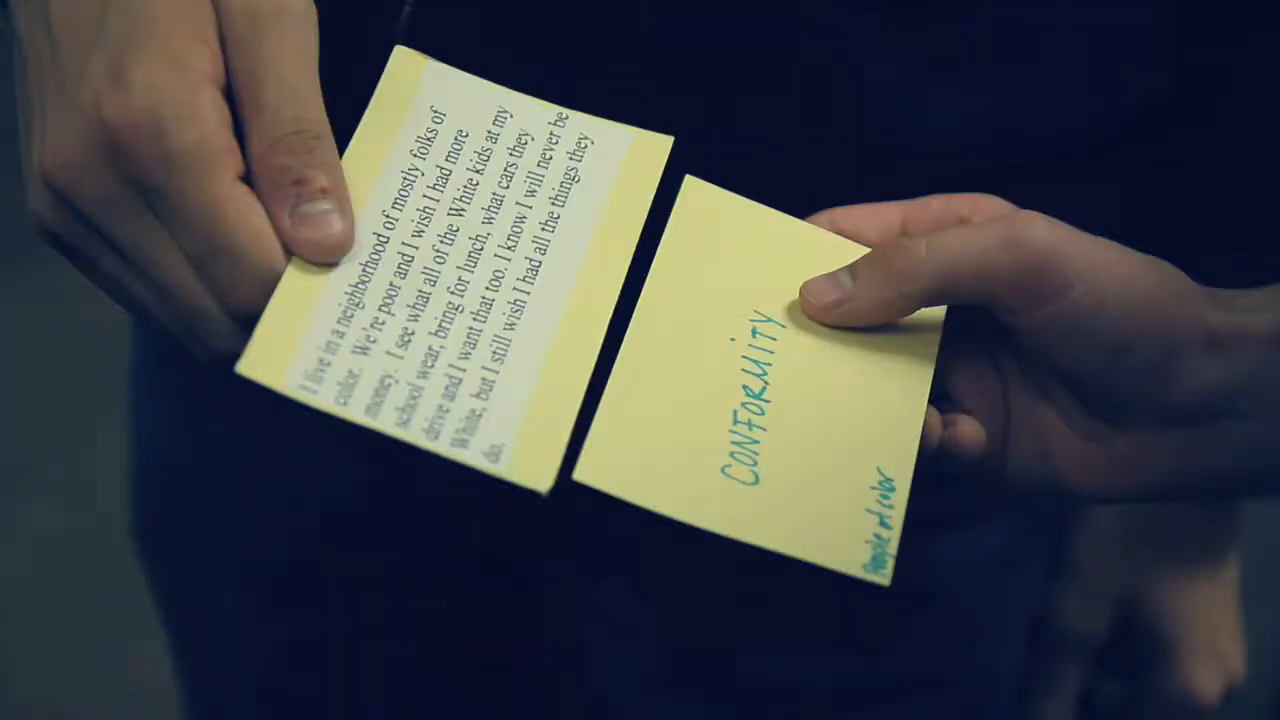 I live in a neighborhood of mostly folks of
color. We're poor and I wish I had more
money. I see what all of the White kids at my
school wear, bring for lunch, what cars they
drive and I want that too. I know I will never be
White, but I still wish I had all the things they
do.
CONFORMITY
People of color